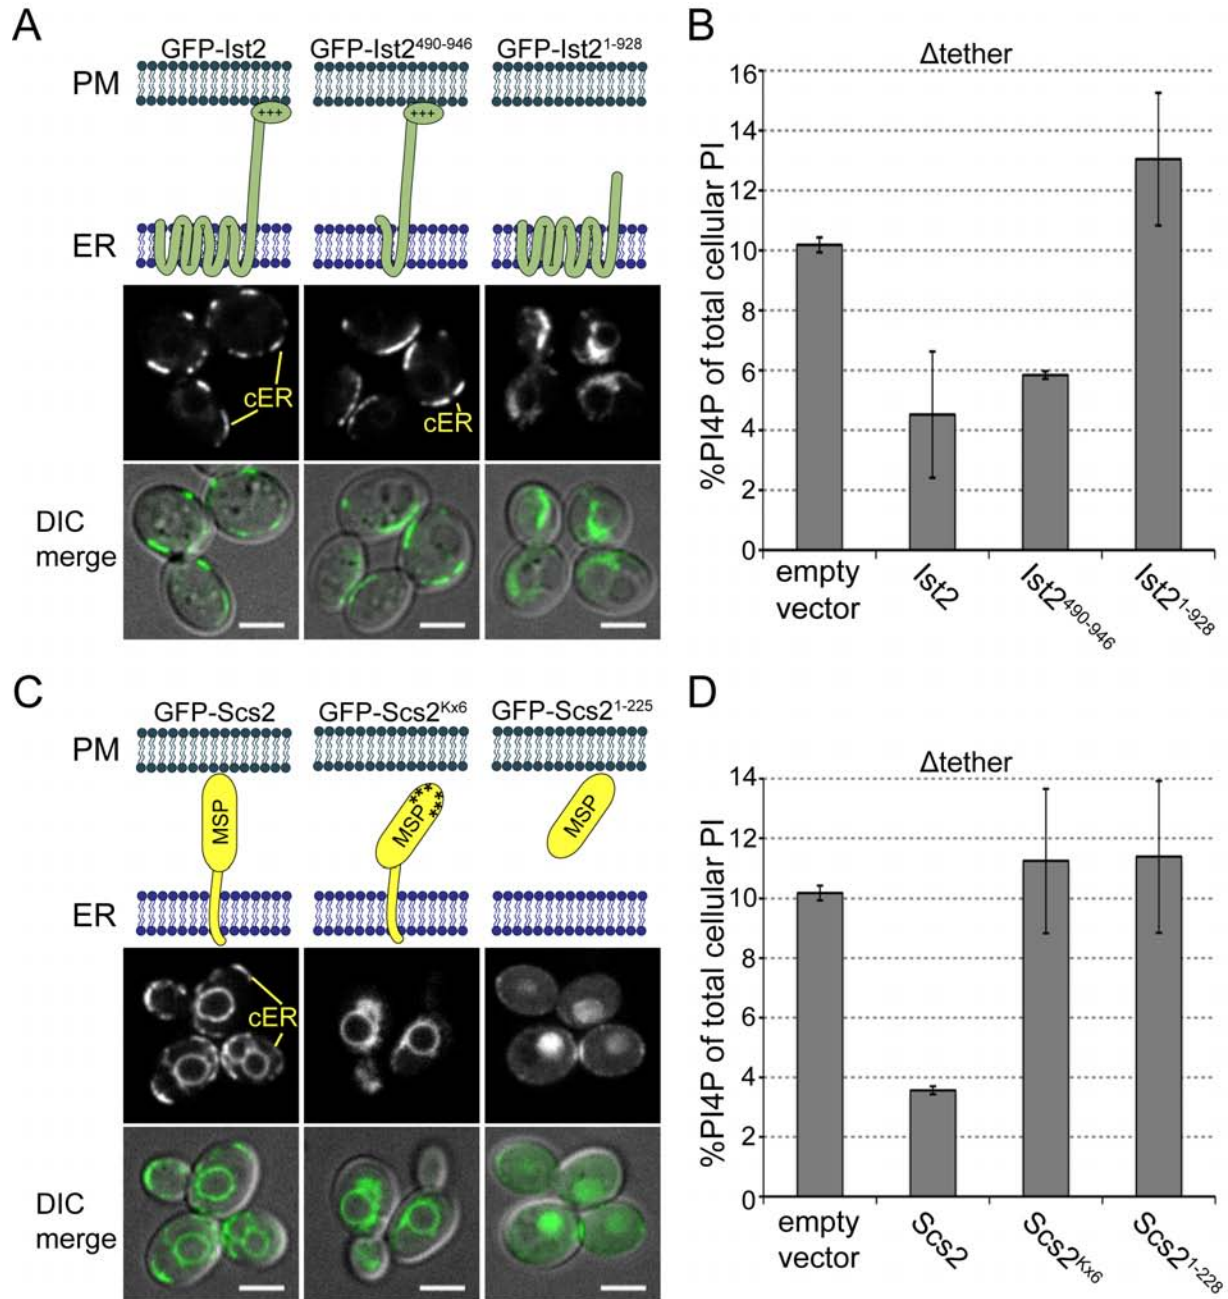 A
GFP-Ist2 GFP-Ist2⁴⁹⁰⁻⁹⁴⁶ GFP-Ist2¹⁻⁹²⁸
PM
+++ +++
ER
cER cER
DIC
merge
B
Δtether
%PI4P of total cellular PI
16
14
12
10
8
6
4
2
0
empty
vector
Ist2
Ist2⁴⁹⁰⁻⁹⁴⁶
Ist2¹⁻⁹²⁸
C
GFP-Scs2 GFP-Scs2ᴷˣ⁶ GFP-Scs2¹⁻²²⁵
PM
MSP MSP MSP
ER
cER
DIC
merge
D
Δtether
%PI4P of total cellular PI
14
12
10
8
6
4
2
0
empty
vector
Scs2
Scs2ᴷˣ⁶
Scs2¹⁻²²⁸